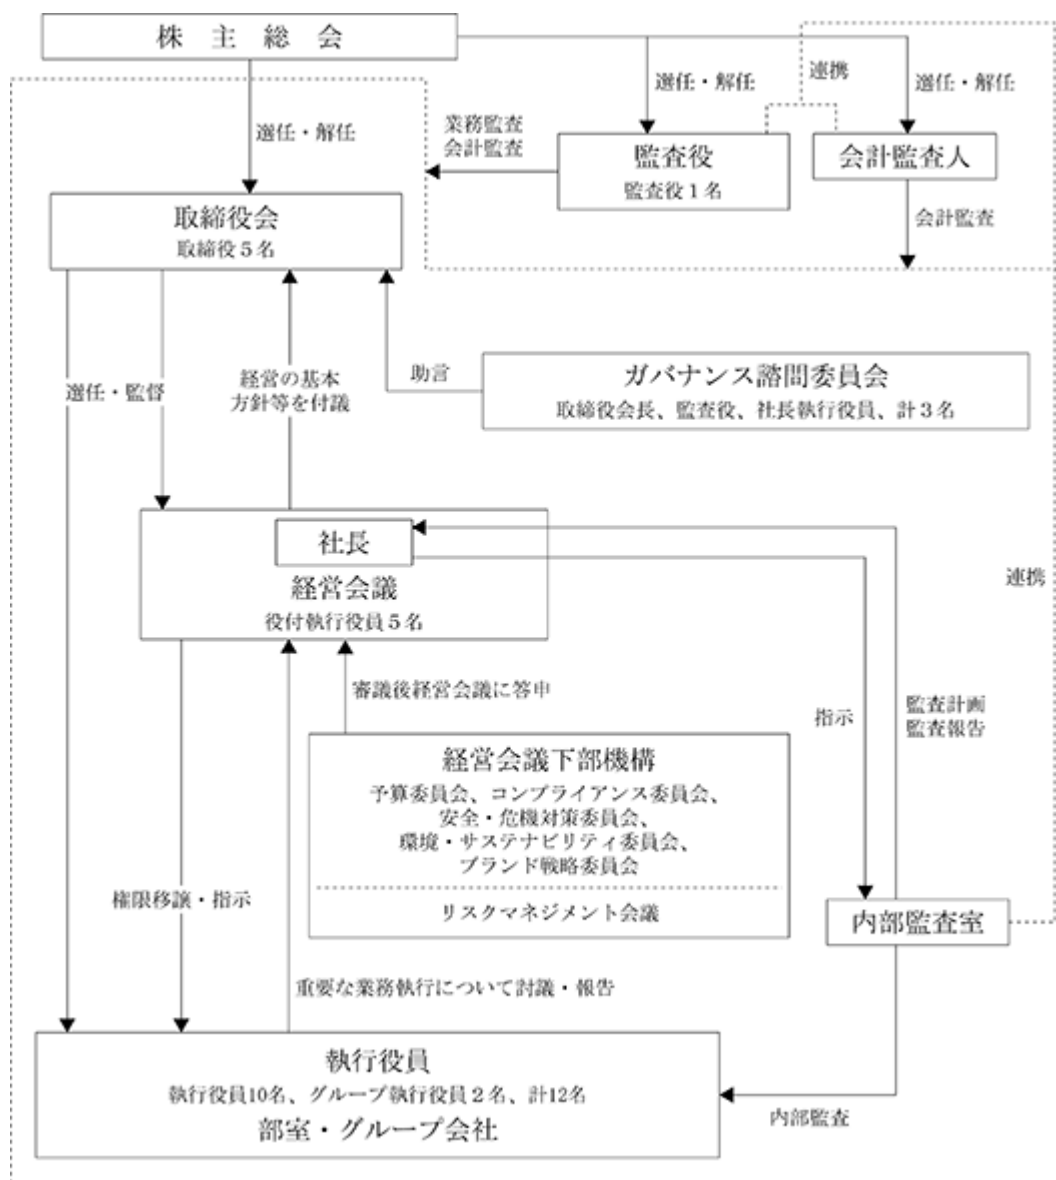 株 主 総 会
選任・解任
選任・解任
連携
選任・解任
業務監査
会計監査
監査役
監査役1名
会計監査人
会計監査
取締役会
取締役5名
選任・監督
経営の基本
方針等を付議
助言
ガバナンス諮問委員会
取締役会長、監査役、社長執行役員、計3名
社長
経営会議
役付執行役員5名
連携
審議後経営会議に答申
指示
監査計画
監査報告
経営会議下部機構
予算委員会、コンプライアンス委員会、
安全・危機対策委員会、
環境・サステナビリティ委員会、
ブランド戦略委員会
リスクマネジメント会議
権限移譲・指示
内部監査室
重要な業務執行について討議・報告
執行役員
執行役員10名、グループ執行役員2名、計12名
部室・グループ会社
内部監査